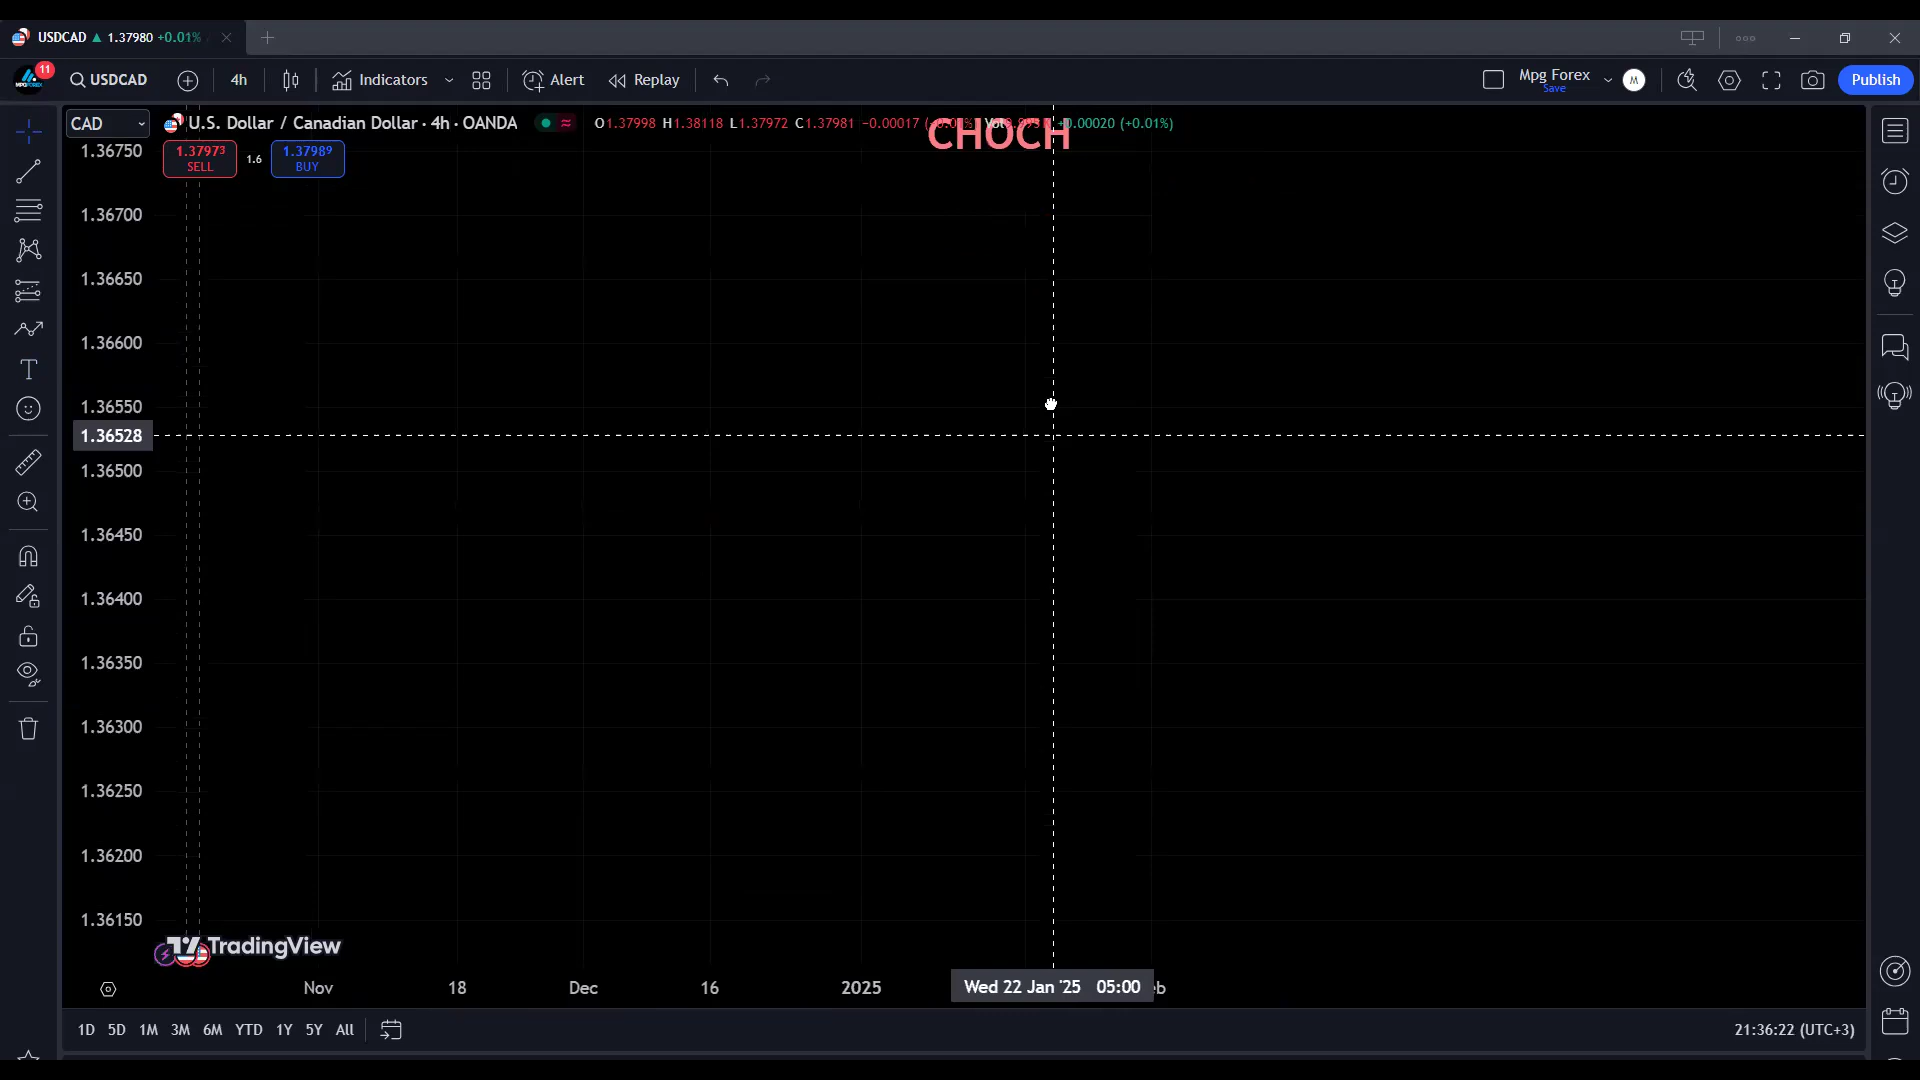 USDCAD ▲ 1.37980 +0.01%
11
USDCAD
4h
Indicators
Alert
Replay
Mpg Forex
Save
M
Publish
CAD
U.S. Dollar / Canadian Dollar · 4h · OANDA
O1.37998 H1.38118 L1.37972 C1.37981 −0.00017
Vol
+0.00020 (+0.01%)
CHOCH
1.37973
SELL
1.6
1.37989
BUY
1.36750
1.36700
1.36650
1.36600
1.36550
1.36528
1.36500
1.36450
1.36400
1.36350
1.36300
1.36250
1.36200
1.36150
TradingView
Nov
18
Dec
16
2025
Wed 22 Jan '25 05:00
1D
5D
1M
3M
6M
YTD
1Y
5Y
All
21:36:22 (UTC+3)